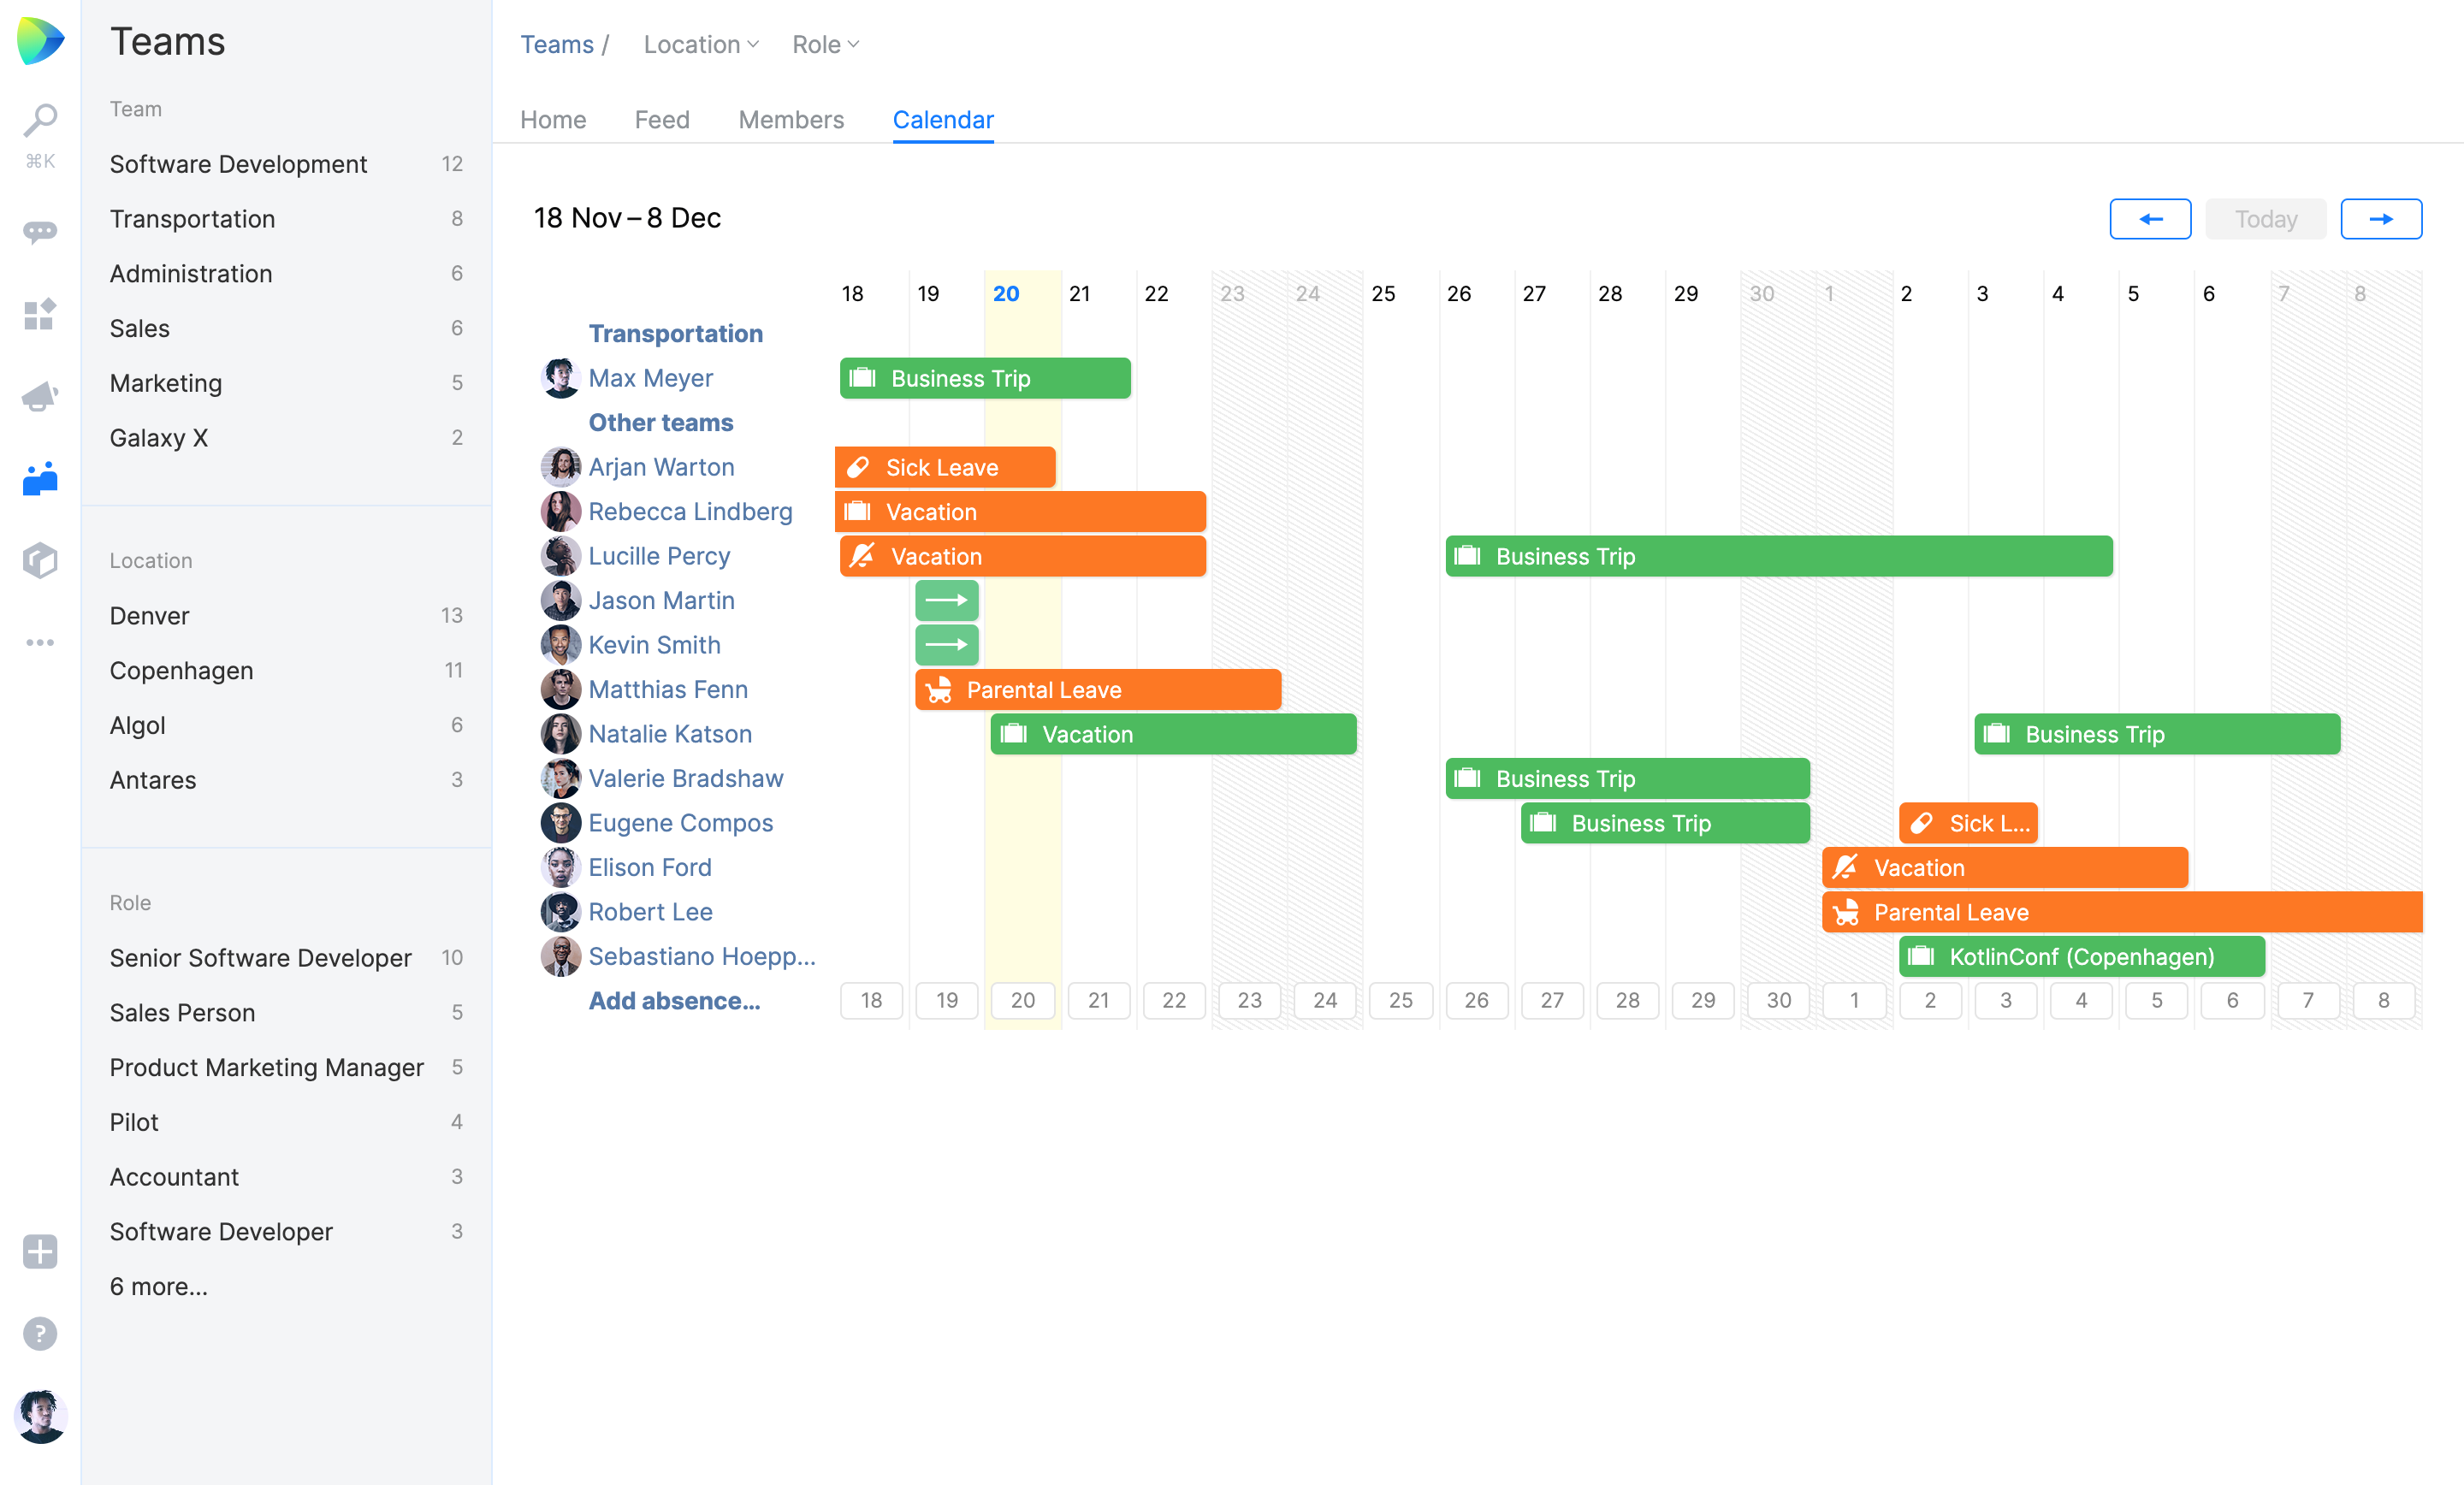 Teams
⌘K
Team
Software Development 12
Transportation 8
Administration 6
Sales 6
Marketing 5
Galaxy X 2
Location
Denver 13
Copenhagen 11
Algol 6
Antares 3
Role
Senior Software Developer 10
Sales Person 5
Product Marketing Manager 5
Pilot 4
Accountant 3
Software Developer 3
6 more...
?
Teams / Location Role
Home Feed Members Calendar
18 Nov – 8 Dec
← Today →
18 19 20 21 22 23 24 25 26 27 28 29 30 1 2 3 4 5 6 7 8
Transportation
Max Meyer Business Trip
Other teams
Arjan Warton Sick Leave
Rebecca Lindberg Vacation
Lucille Percy Vacation Business Trip
Jason Martin
Kevin Smith
Matthias Fenn Parental Leave
Natalie Katson Vacation Business Trip
Valerie Bradshaw Business Trip
Eugene Compos Business Trip Sick L...
Elison Ford Vacation
Robert Lee Parental Leave
Sebastiano Hoepp... KotlinConf (Copenhagen)
Add absence... 18 19 20 21 22 23 24 25 26 27 28 29 30 1 2 3 4 5 6 7 8